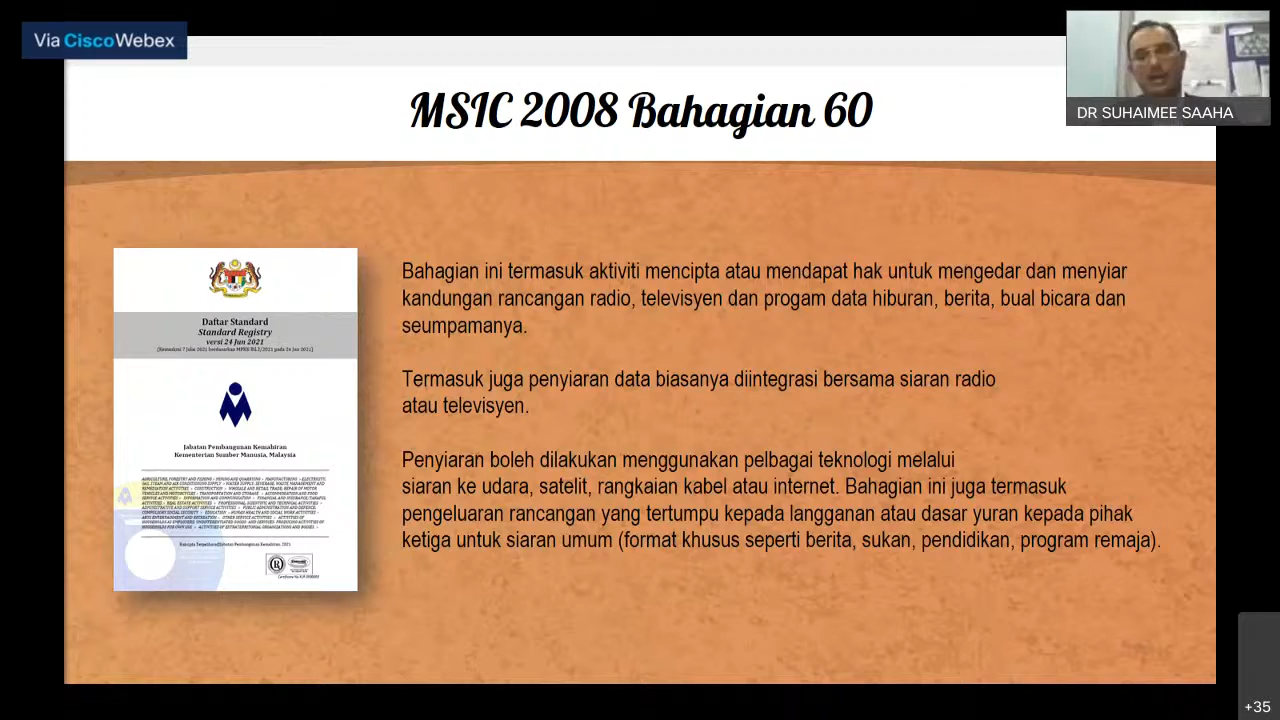 Via Cisco Webex
DR SUHAIMEE SAAHA
MSIC 2008 Bahagian 60
Daftar Standard
Standard Registry
versi 24 Jun 2021
Jabatan Pembangunan Kemahiran
Kementerian Sumber Manusia, Malaysia
Bahagian ini termasuk aktiviti mencipta atau mendapat hak untuk mengedar dan menyiar
kandungan rancangan radio, televisyen dan progam data hiburan, berita, bual bicara dan
seumpamanya.
Termasuk juga penyiaran data biasanya diintegrasi bersama siaran radio
atau televisyen.
Penyiaran boleh dilakukan menggunakan pelbagai teknologi melalui
siaran ke udara, satelit, rangkaian kabel atau internet. Bahagian ini juga termasuk
pengeluaran rancangan yang tertumpu kepada langganan atau dasar yuran kepada pihak
ketiga untuk siaran umum (format khusus seperti berita, sukan, pendidikan, program remaja).
+35